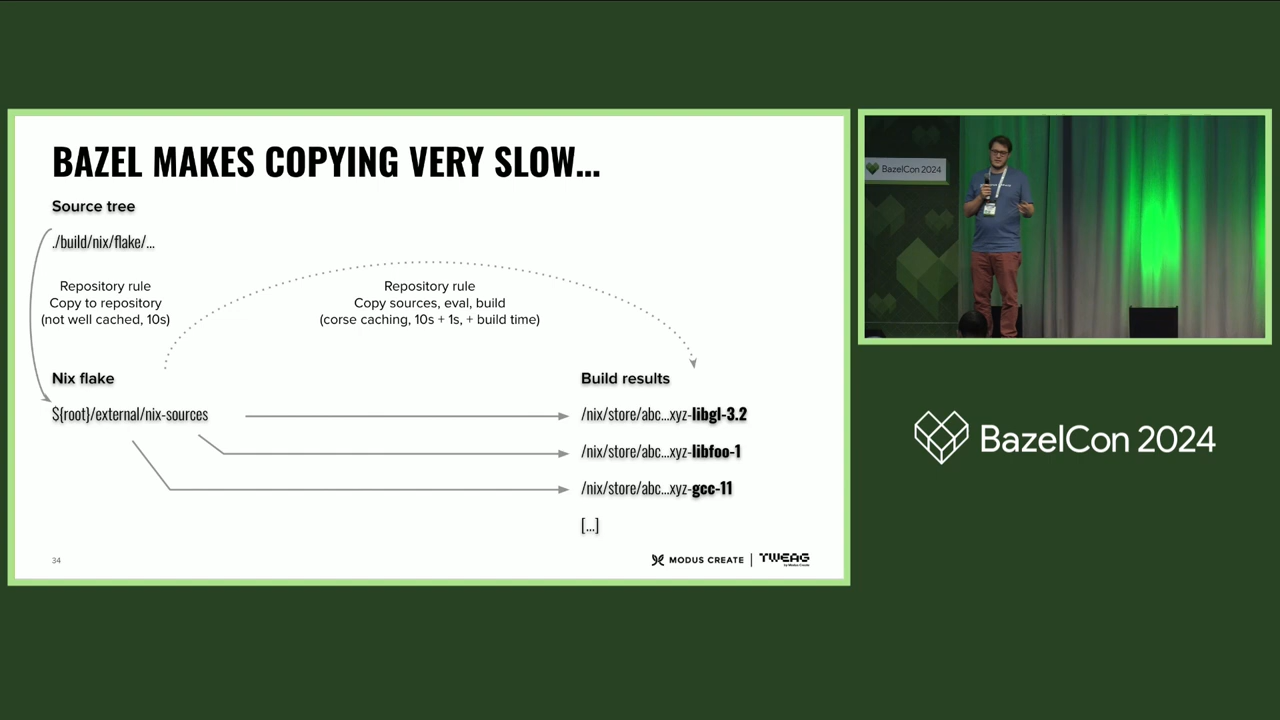 BAZEL MAKES COPYING VERY SLOW...
Source tree
./build/nix/flake/...
Repository rule
Copy to repository
(not well cached, 10s)
Repository rule
Copy sources, eval, build
(corse caching, 10s + 1s, + build time)
Nix flake
${root}/external/nix-sources
Build results
/nix/store/abc...xyz-libgl-3.2
/nix/store/abc...xyz-libfoo-1
/nix/store/abc...xyz-gcc-11
[...]
34
MODUS CREATE | TWEAG
by Modus Create
BazelCon 2024
BazelCon 2024